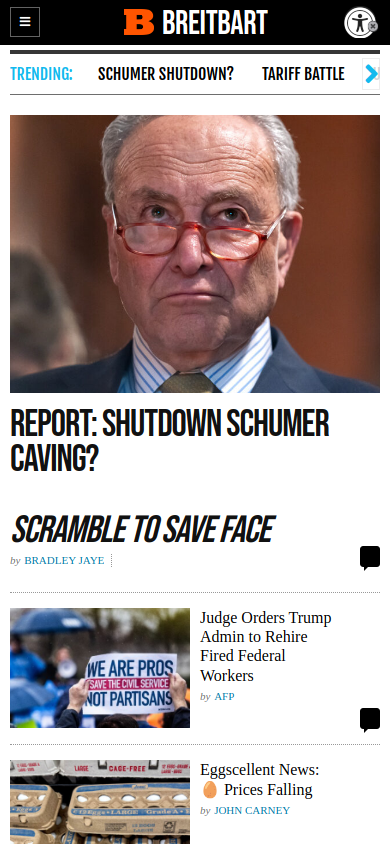 BREITBART
TRENDING: SCHUMER SHUTDOWN? TARIFF BATTLE
REPORT: SHUTDOWN SCHUMER
CAVING?
SCRAMBLE TO SAVE FACE
by BRADLEY JAYE
WE ARE PROS
SAVE THE CIVIL SERVICE
NOT PARTISANS
Judge Orders Trump
Admin to Rehire
Fired Federal
Workers
by AFP
LARGE CAGE-FREE
Eggscellent News:
🥚 Prices Falling
by JOHN CARNEY